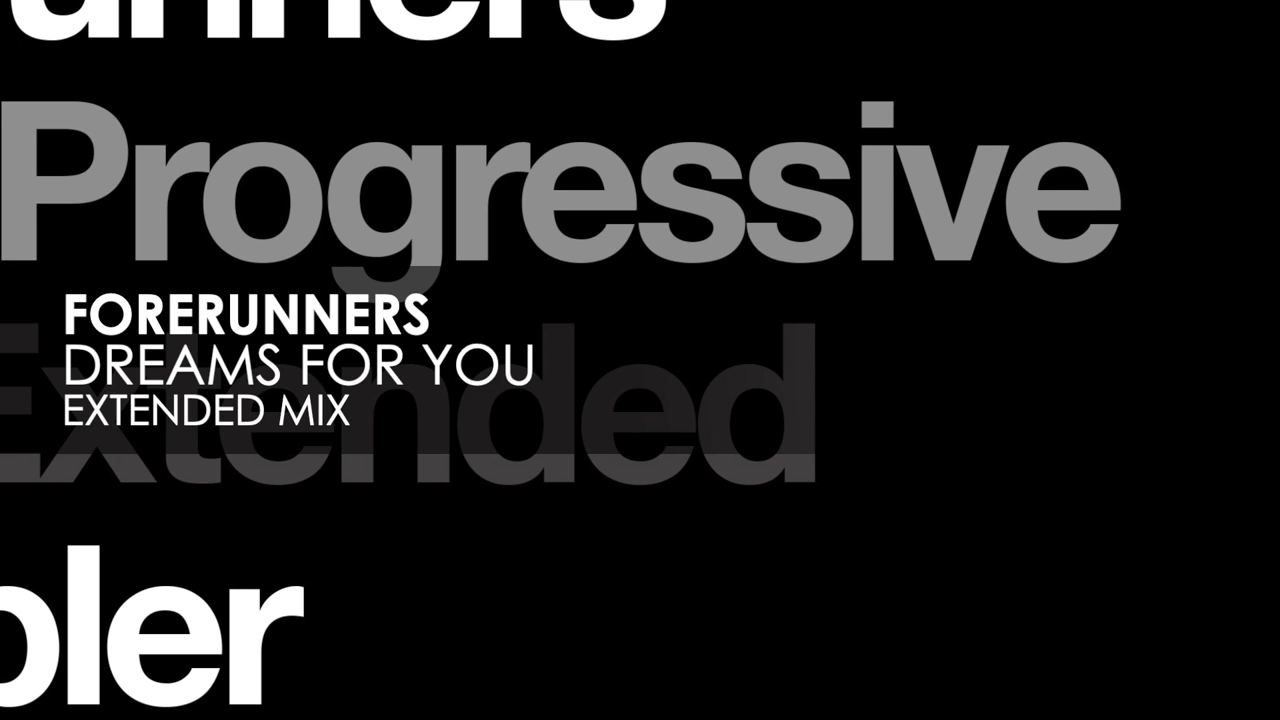 unners
Progressive
FORERUNNERS
DREAMS FOR YOU
EXTENDED MIX
Extended
pler